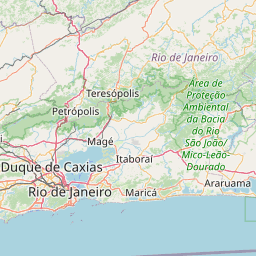 Rio de Janeiro
Teresópolis
Área de
Proteção
Ambiental
da Bacia
do Rio
São João/
Mico-Leão-
Dourado
Petrópolis
Magé
Itaboraí
Duque de Caxias
Rio de Janeiro
Maricá
Araruama